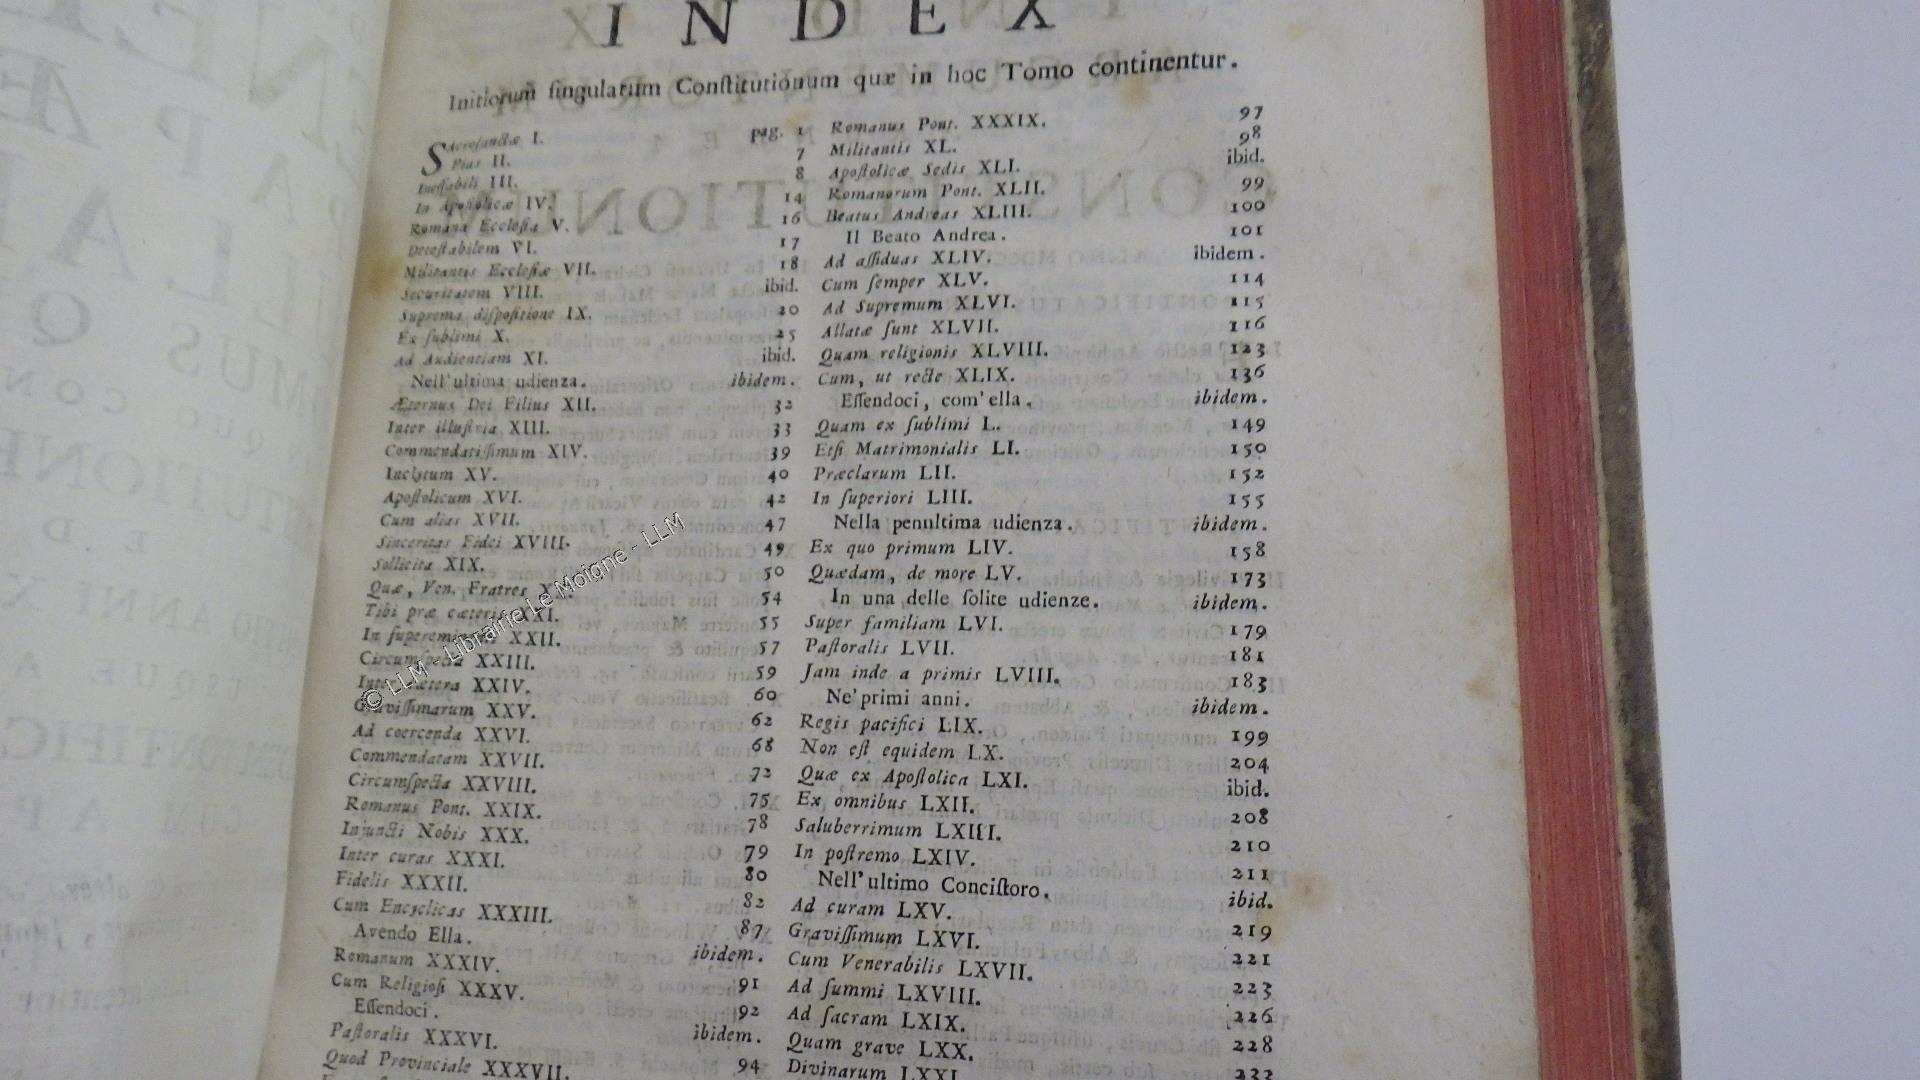 INDEX
Initiorum ſingularum Conſtitutionum quæ in hoc Tomo continentur.
Sacroſanctæ I. pag. 1
Pias II. 7
Ineffabili III. 8
In Apoſtolicæ IV. 14
Romana Eccleſia V. 16
Deteſtabilem VI. 17
Militantis Eccleſiæ VII. 18
Securitatem VIII. ibid.
Suprema diſpoſitione IX. 20
Ex ſublimi X. 25
Ad Audientiam XI. ibid.
Nell'ultima udienza. ibidem.
Æternus Dei Filius XII. 32
Inter illuſtria XIII. 33
Commendatiſſimum XIV. 39
Inclytum XV. 40
Apoſtolicum XVI. 42
Cum alias XVII. 47
Sinceritas Fidei XVIII. 49
Sollicita XIX. 50
Quæ, Ven. Fratres 54
Tibi præ cæteris XXI. 55
In ſupereminenti XXII. 57
Circumſpecta XXIII. 59
Inter cætera XXIV. 60
Graviſſimarum XXV. 62
Ad coercenda XXVI. 68
Commendatam XXVII. 72
Circumſpecta XXVIII. 75
Romanus Pont. XXIX. 78
Injuncti Nobis XXX. 79
Inter curas XXXI. 80
Fidelis XXXII. 82
Cum Encyclicas XXXIII. 87
Avendo Ella. ibidem.
Romanum XXXIV. 91
Cum Religioſi XXXV. 92
Eſſendoci. ibidem.
Paſtoralis XXXVI. 94
Quod Provinciale XXXVII.
Romanus Pont. XXXIX. 97
Militantis XL. 98
Apoſtolicæ Sedis XLI. ibid.
Romanorum Pont. XLII. 99
Beatus Andreas XLIII. 100
Il Beato Andrea. 101
Ad aſſiduas XLIV. ibidem.
Cum ſemper XLV. 114
Ad Supremum XLVI. 115
Allatæ ſunt XLVII. 116
Quam religionis XLVIII. 123
Cum, ut recte XLIX. 136
Eſſendoci, com'ella. ibidem.
Quam ex ſublimi L. 149
Etſi Matrimonialis LI. 150
Præclarum LII. 152
In ſuperiori LIII. 155
Nella penultima udienza. ibidem.
Ex quo primum LIV. 158
Quædam, de more LV. 173
In una delle ſolite udienze. ibidem.
Super familiam LVI. 179
Paſtoralis LVII. 181
Jam inde a primis LVIII. 183
Ne'primi anni. ibidem.
Regis pacifici LIX. 199
Non eſt equidem LX. 204
Quæ ex Apoſtolica LXI. ibid.
Ex omnibus LXII. 208
Saluberrimum LXIII. 210
In poſtremo LXIV. 211
Nell'ultimo Conciſtoro. ibid.
Ad curam LXV. 219
Graviſſimum LXVI. 221
Cum Venerabilis LXVII. 223
Ad ſummi LXVIII. 226
Ad ſacram LXIX. 228
Quam grave LXX. 232
Divinarum LXXI.
© LLM - Librairie Le Moigne - LLM